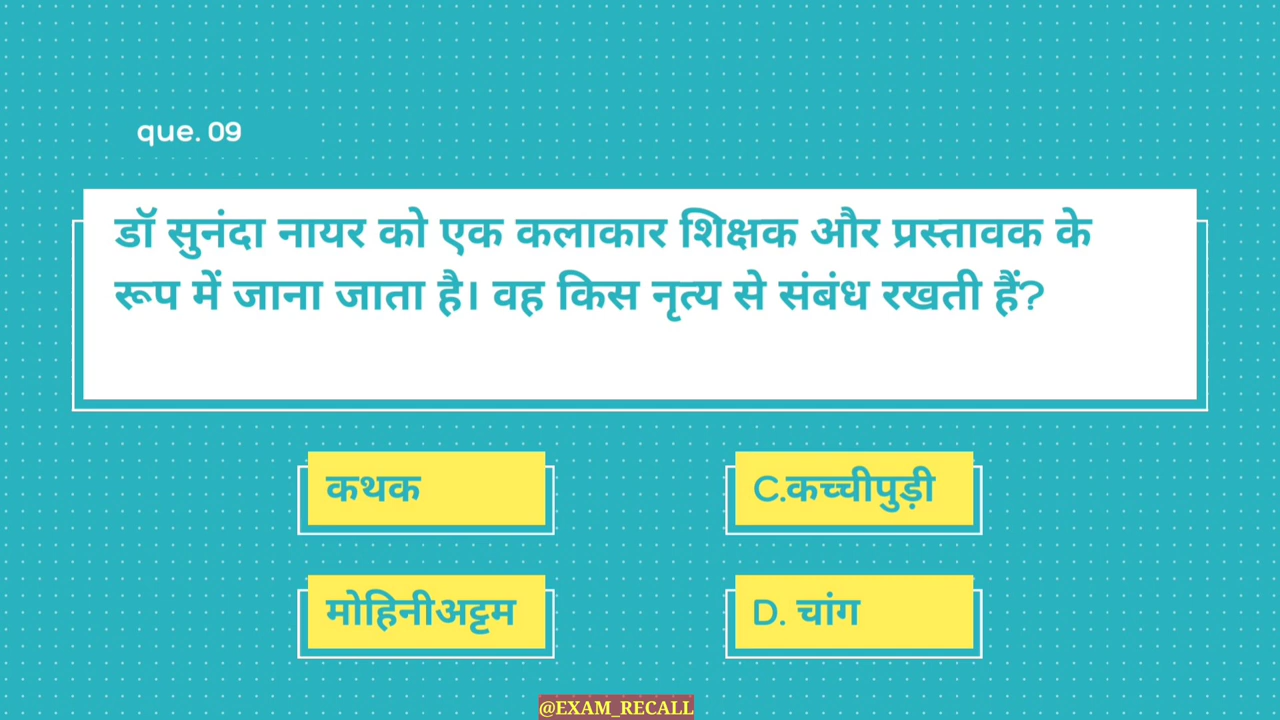 que. 09
डॉ सुनंदा नायर को एक कलाकार शिक्षक और प्रस्तावक के
रूप में जाना जाता है। वह किस नृत्य से संबंध रखती हैं?
कथक
C.कच्चीपुड़ी
मोहिनीअट्टम
D. चांग
@EXAM_RECALL